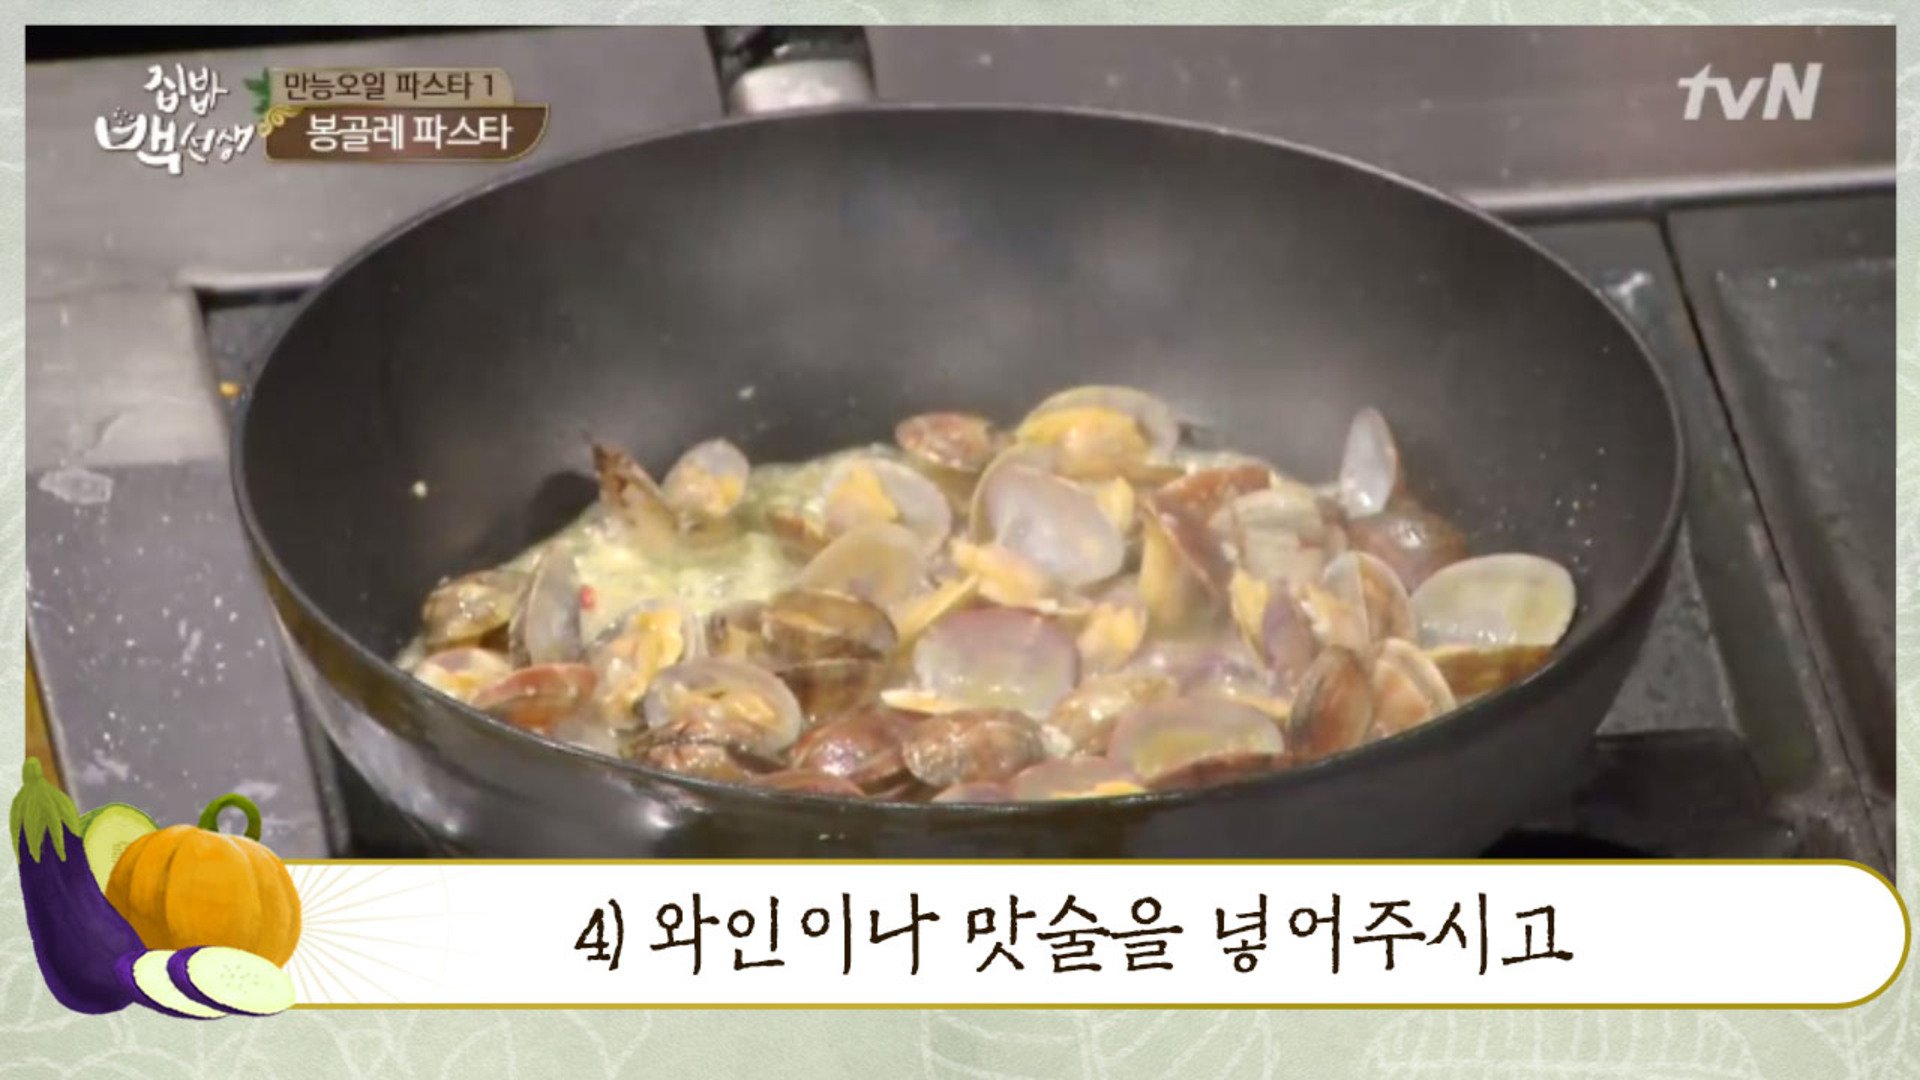 집밥
백선생
만능오일 파스타 1
봉골레 파스타
tvN
4) 와인이나 맛술을 넣어주시고